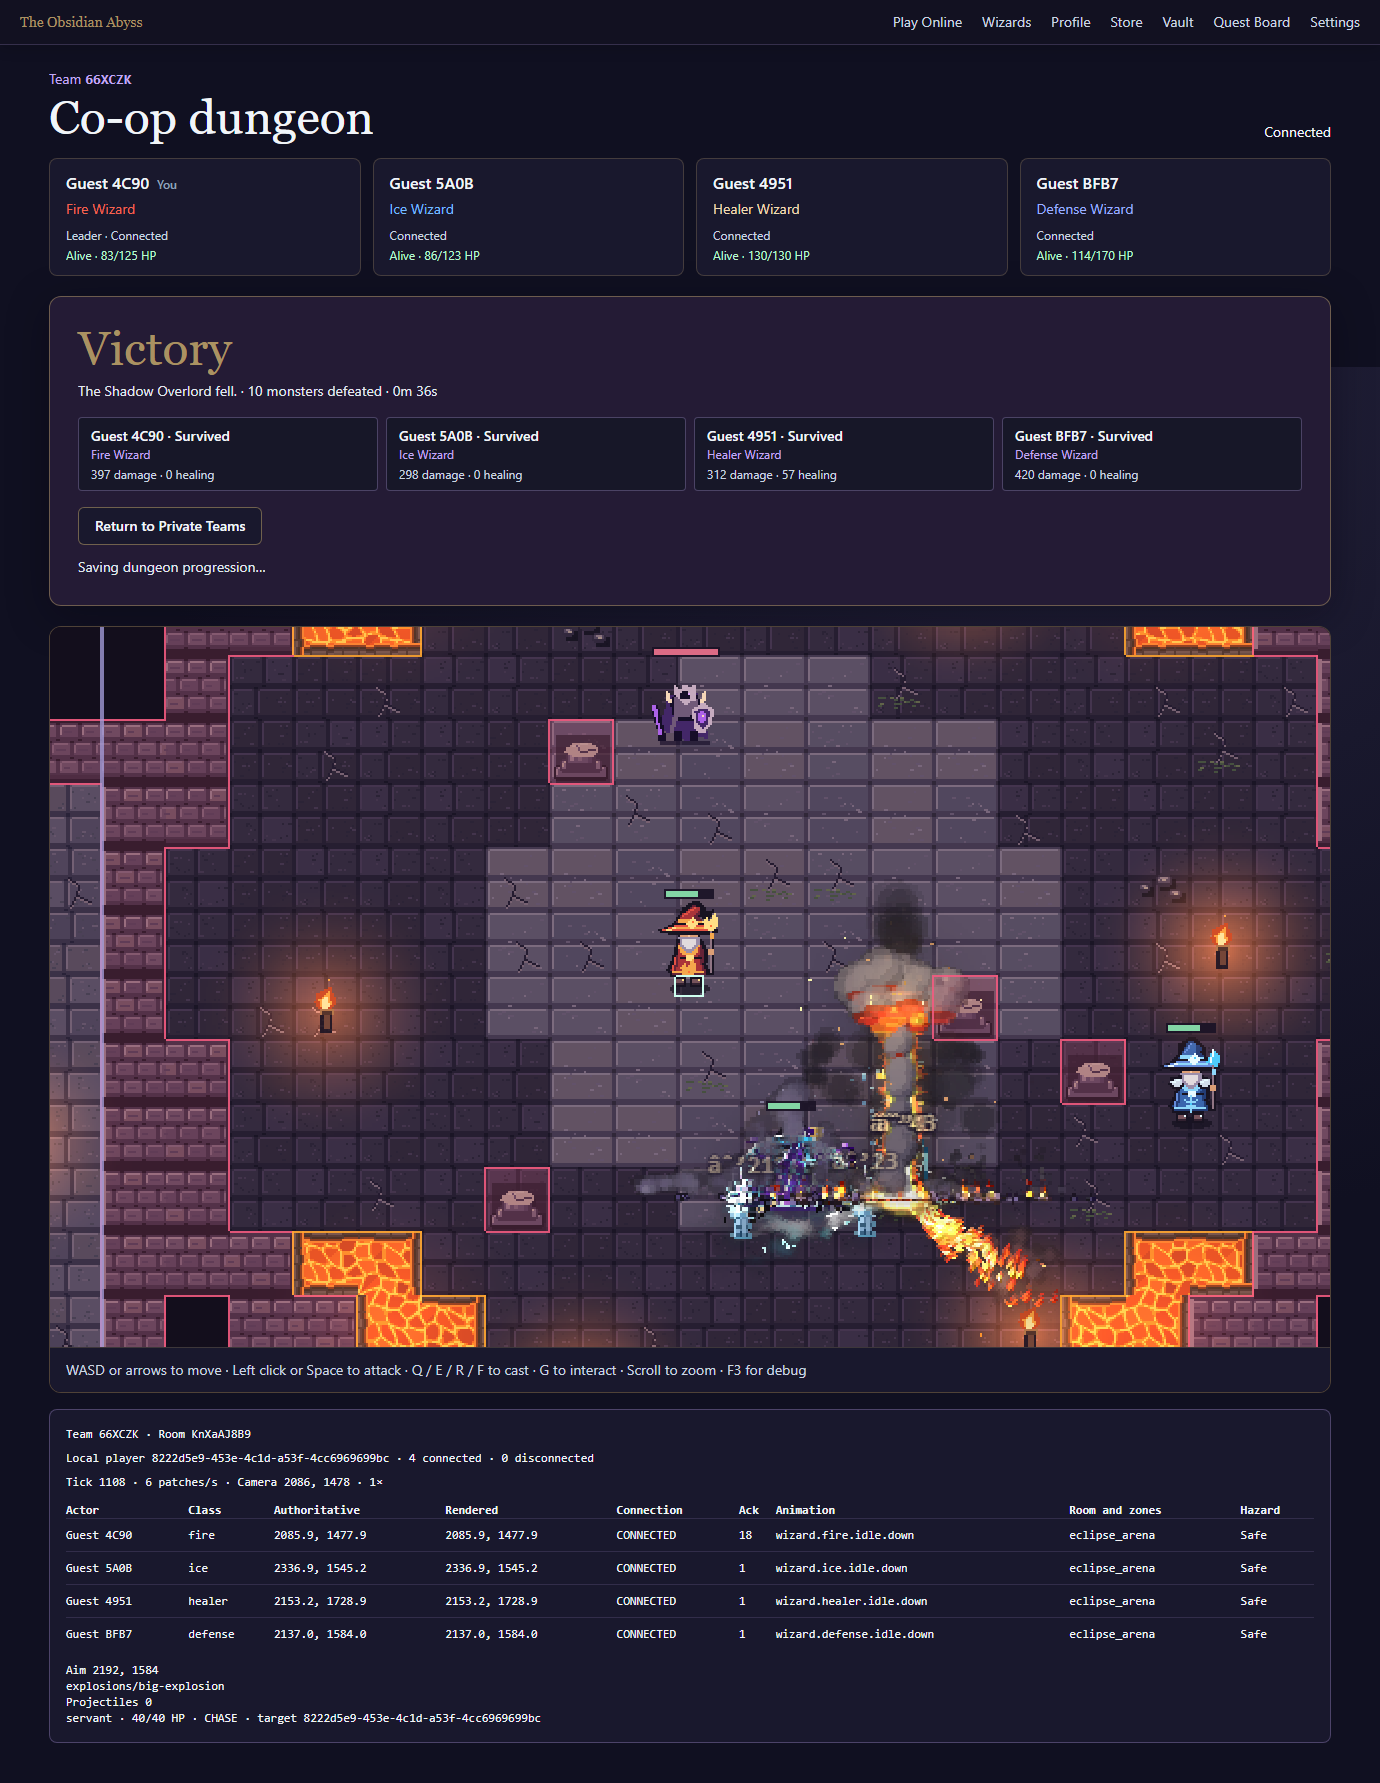 The Obsidian Abyss
Play Online Wizards Profile Store Vault Quest Board Settings
Team 66XCZK
Co-op dungeon
Connected
Guest 4C90 You
Fire Wizard
Leader · Connected
Alive · 83/125 HP
Guest 5A0B
Ice Wizard
Connected
Alive · 86/123 HP
Guest 4951
Healer Wizard
Connected
Alive · 130/130 HP
Guest BFB7
Defense Wizard
Connected
Alive · 114/170 HP
Victory
The Shadow Overlord fell. · 10 monsters defeated · 0m 36s
Guest 4C90 · Survived
Fire Wizard
397 damage · 0 healing
Guest 5A0B · Survived
Ice Wizard
298 damage · 0 healing
Guest 4951 · Survived
Healer Wizard
312 damage · 57 healing
Guest BFB7 · Survived
Defense Wizard
420 damage · 0 healing
Return to Private Teams
Saving dungeon progression...
WASD or arrows to move · Left click or Space to attack · Q / E / R / F to cast · G to interact · Scroll to zoom · F3 for debug
Team 66XCZK · Room KnXaAJ8B9
Local player 8222d5e9-453e-4c1d-a53f-4cc6969699bc · 4 connected · 0 disconnected
Tick 1108 · 6 patches/s · Camera 2086, 1478 · 1×
Actor Class Authoritative Rendered Connection Ack Animation Room and zones Hazard
Guest 4C90 fire 2085.9, 1477.9 2085.9, 1477.9 CONNECTED 18 wizard.fire.idle.down eclipse_arena Safe
Guest 5A0B ice 2336.9, 1545.2 2336.9, 1545.2 CONNECTED 1 wizard.ice.idle.down eclipse_arena Safe
Guest 4951 healer 2153.2, 1728.9 2153.2, 1728.9 CONNECTED 1 wizard.healer.idle.down eclipse_arena Safe
Guest BFB7 defense 2137.0, 1584.0 2137.0, 1584.0 CONNECTED 1 wizard.defense.idle.down eclipse_arena Safe
Aim 2192, 1584
explosions/big-explosion
Projectiles 0
servant · 40/40 HP · CHASE · target 8222d5e9-453e-4c1d-a53f-4cc6969699bc